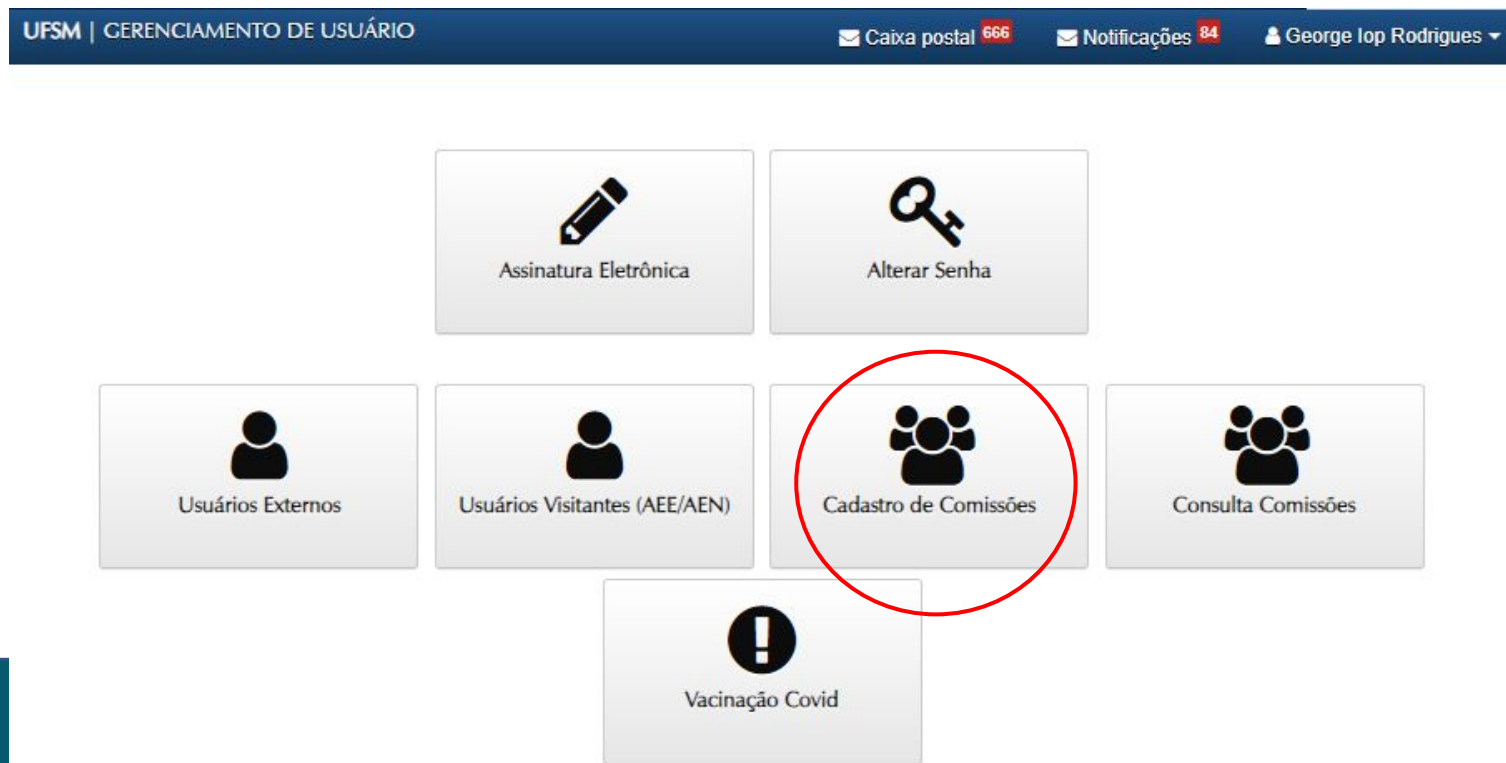 UFSM | GERENCIAMENTO DE USUÁRIO
Caixa postal 666
Notificações 84
George Iop Rodrigues
Assinatura Eletrônica
Alterar Senha
Usuários Externos
Usuários Visitantes (AEE/AEN)
Cadastro de Comissões
Consulta Comissões
Vacinação Covid